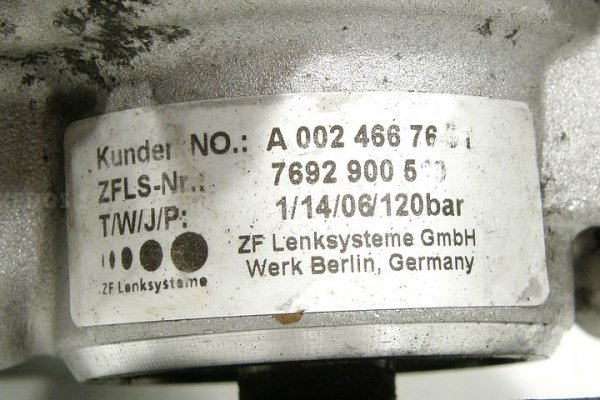 Kunden NO.: A 002 466 76
ZFLS-Nr.: 7692 900
T/W/J/P: 1/14/06/120bar
ZF Lenksysteme GmbH
Werk Berlin, Germany
ZF Lenksysteme